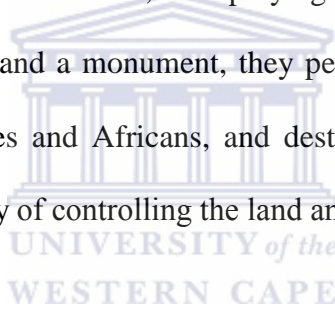 and a monument, they pe
es and Africans, and dest
y of controlling the land an
UNIVERSITY of the
WESTERN CAPE